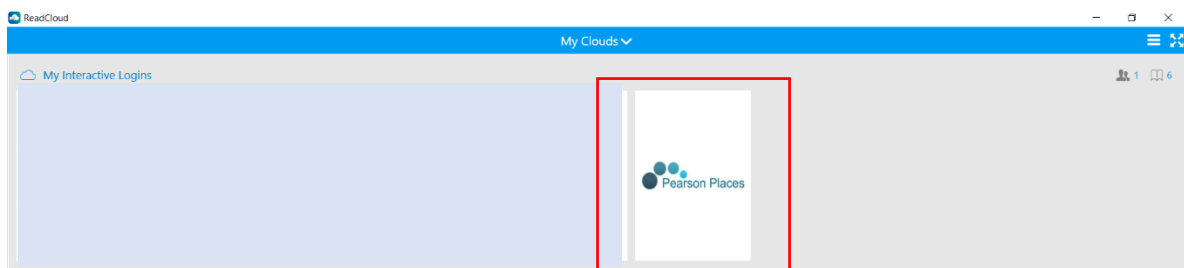 ReadCloud
My Clouds
My Interactive Logins
1
6
Pearson Places